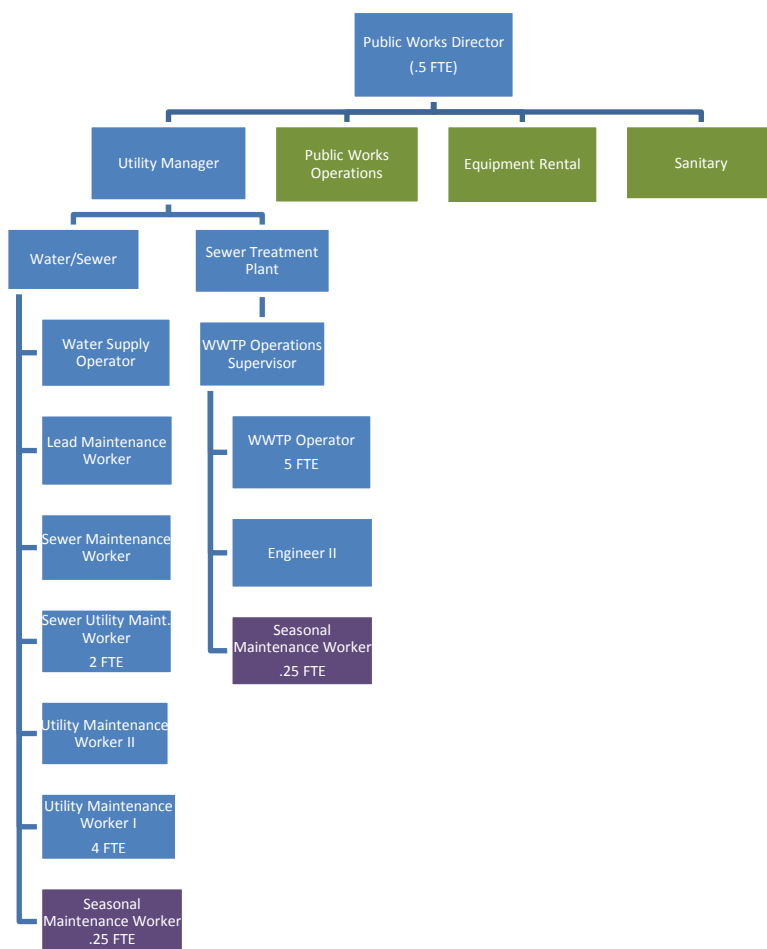 Public Works Director
(.5 FTE)
Utility Manager
Public Works
Operations
Equipment Rental
Sanitary
Water/Sewer
Sewer Treatment
Plant
Water Supply
Operator
WWTP Operations
Supervisor
Lead Maintenance
Worker
WWTP Operator
5 FTE
Sewer Maintenance
Worker
Engineer II
Sewer Utility Maint.
Worker
2 FTE
Seasonal
Maintenance Worker
.25 FTE
Utility Maintenance
Worker II
Utility Maintenance
Worker I
4 FTE
Seasonal
Maintenance Worker
.25 FTE